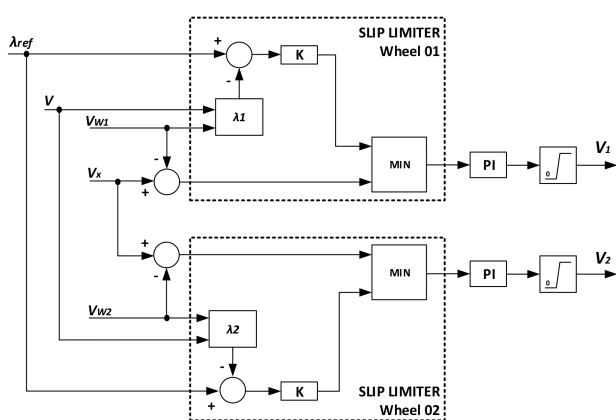 SLIP LIMITER
Wheel 01
λref
+
-
K
V
λ1
VW1
-
MIN
PI
0
V1
Vx
+
+
-
MIN
PI
0
V2
VW2
λ2
-
+
K
SLIP LIMITER
Wheel 02